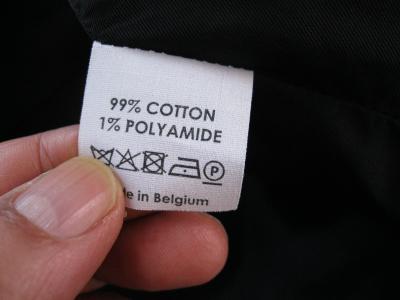 99% COTTON
1% POLYAMIDE
P
in Belgium